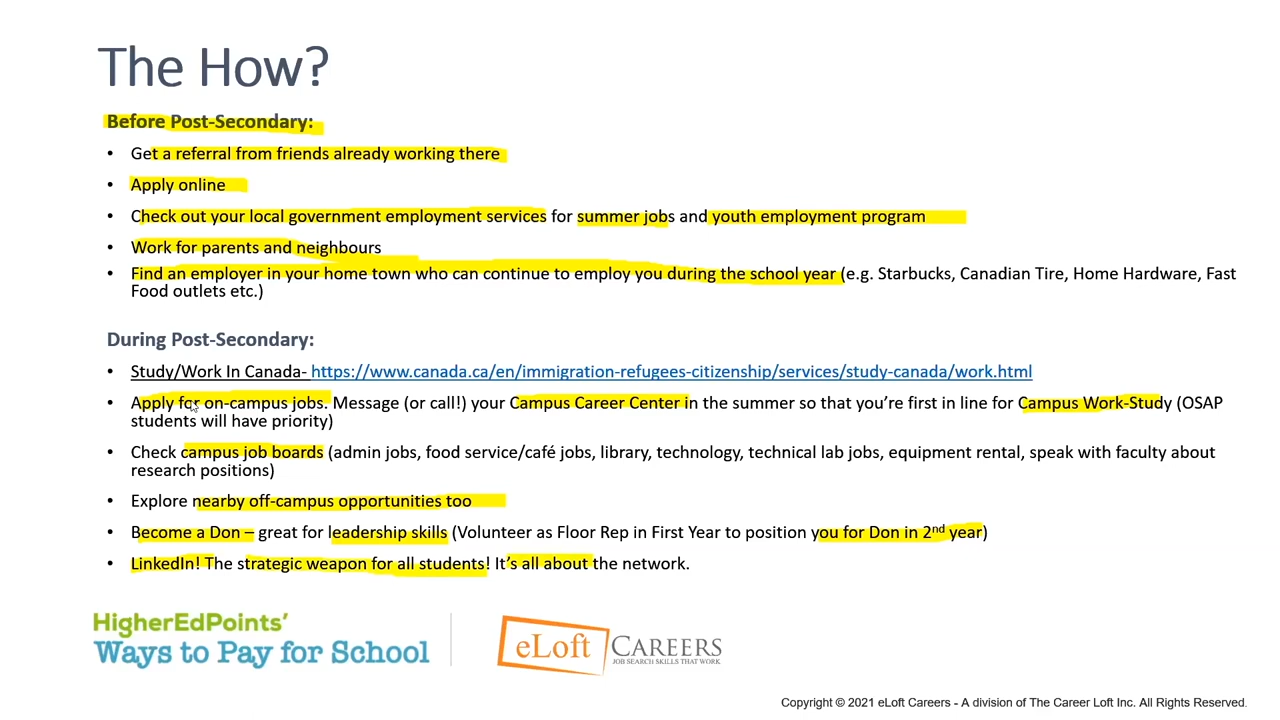 The How?
Before Post-Secondary:
• Get a referral from friends already working there
• Apply online
• Check out your local government employment services for summer jobs and youth employment program
• Work for parents and neighbours
• Find an employer in your home town who can continue to employ you during the school year (e.g. Starbucks, Canadian Tire, Home Hardware, Fast
Food outlets etc.)
During Post-Secondary:
• Study/Work In Canada- https://www.canada.ca/en/immigration-refugees-citizenship/services/study-canada/work.html
• Apply for on-campus jobs. Message (or call!) your Campus Career Center in the summer so that you’re first in line for Campus Work-Study (OSAP
students will have priority)
• Check campus job boards (admin jobs, food service/café jobs, library, technology, technical lab jobs, equipment rental, speak with faculty about
research positions)
• Explore nearby off-campus opportunities too
• Become a Don – great for leadership skills (Volunteer as Floor Rep in First Year to position you for Don in 2nd year)
• LinkedIn! The strategic weapon for all students! It’s all about the network.
HigherEdPoints’
Ways to Pay for School
eLoft CAREERS
JOB SEARCH SKILLS THAT WORK
Copyright © 2021 eLoft Careers - A division of The Career Loft Inc. All Rights Reserved.